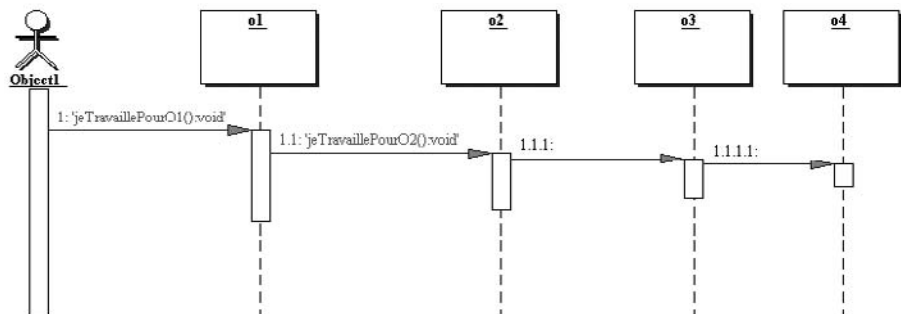 o1
o2
o3
o4
Object1
1: 'jeTravaillePourO1():void'
1.1: 'jeTravaillePourO2():void'
1.1.1:
1.1.1.1: